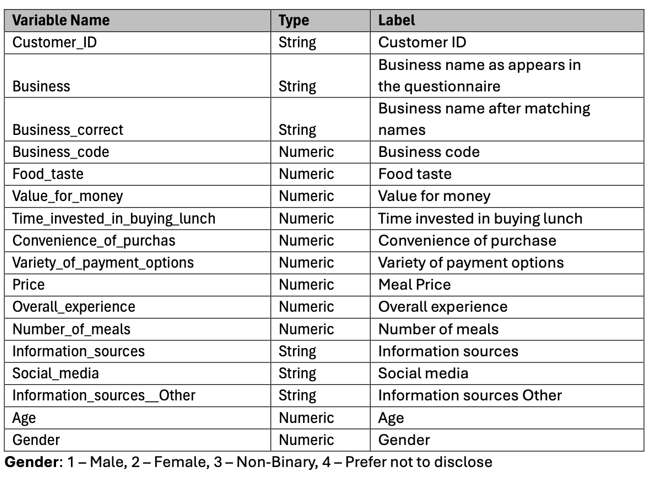 Variable Name Type Label
Customer_ID String Customer ID
Business name as appears in
Business String the questionnaire
Business name after matching
Business_correct String names
Business_code Numeric Business code
Food_taste Numeric Food taste
Value_for_money Numeric Value for money
Time_invested_in_buying_lunch Numeric Time invested in buying lunch
Convenience_of_purchas Numeric Convenience of purchase
Variety_of_payment_options Numeric Variety of payment options
Price Numeric Meal Price
Overall_experience Numeric Overall experience
Number_of_meals Numeric Number of meals
Information_sources String Information sources
Social_media String Social media
Information_sources__Other String Information sources Other
Age Numeric Age
Gender Numeric Gender
Gender: 1 – Male, 2 – Female, 3 – Non-Binary, 4 – Prefer not to disclose